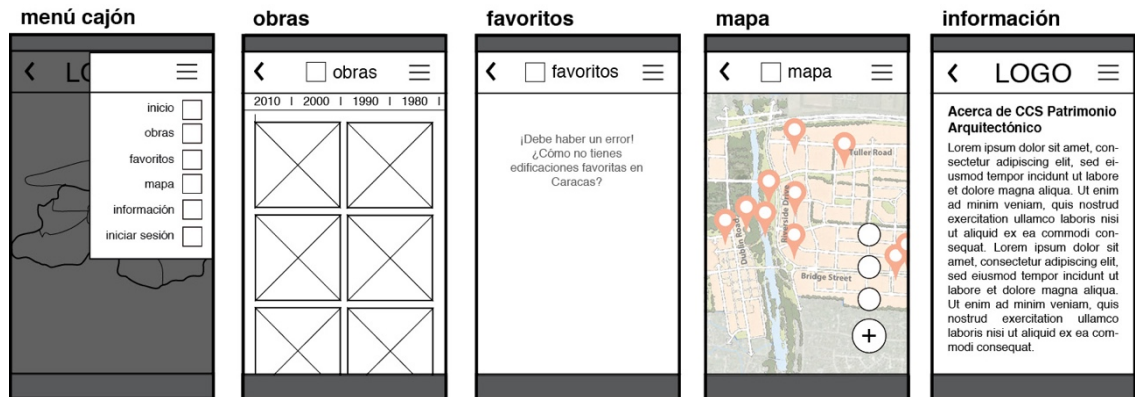 menú cajón
LO
inicio
obras
favoritos
mapa
información
iniciar sesión
obras
obras
2010 | 2000 | 1990 | 1980 |
favoritos
favoritos
¡Debe haber un error!
¿Cómo no tienes
edificaciones favoritas en
Caracas?
mapa
mapa
Tuller Road
Riverside Drive
Dublin Road
Bridge Street
+
información
LOGO
Acerca de CCS Patrimonio
Arquitectónico
Lorem ipsum dolor sit amet, con-
sectetur adipiscing elit, sed ei-
usmod tempor incidunt ut labore
et dolore magna aliqua. Ut enim
ad minim veniam, quis nostrud
exercitation ullamco laboris nisi
ut aliquid ex ea commodi con-
sequat. Lorem ipsum dolor sit
amet, consectetur adipiscing elit,
sed eiusmod tempor incidunt ut
labore et dolore magna aliqua.
Ut enim ad minim veniam, quis
nostrud exercitation ullamco
laboris nisi ut aliquid ex ea com-
modi consequat.